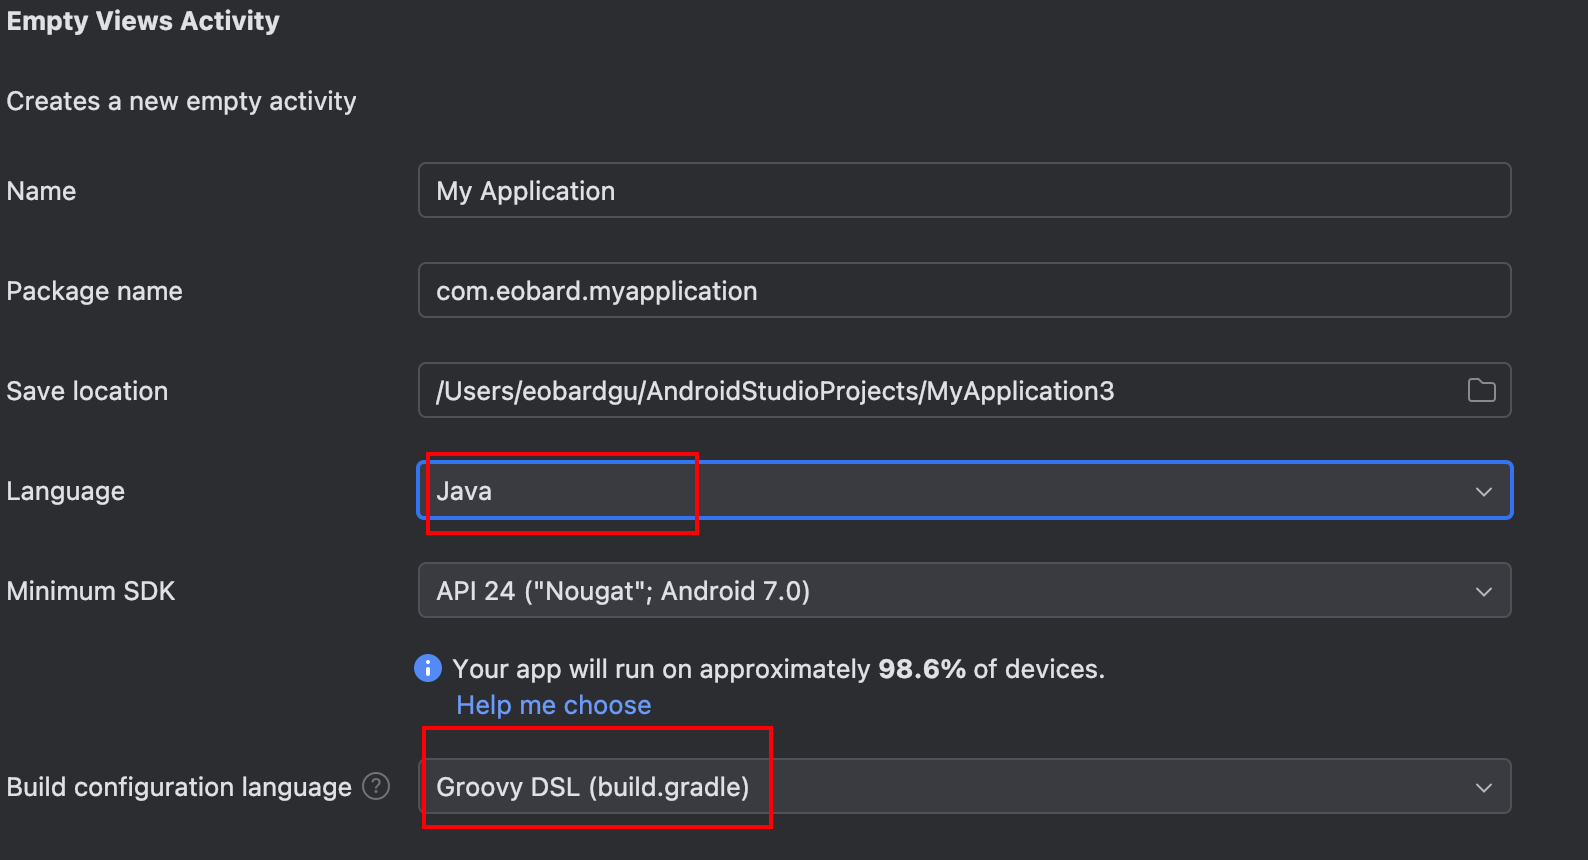 Empty Views Activity
Creates a new empty activity
Name
My Application
Package name
com.eobard.myapplication
Save location
/Users/eobardgu/AndroidStudioProjects/MyApplication3
Language
Java
Minimum SDK
API 24 ("Nougat"; Android 7.0)
Your app will run on approximately 98.6% of devices.
Help me choose
Build configuration language ?
Groovy DSL (build.gradle)